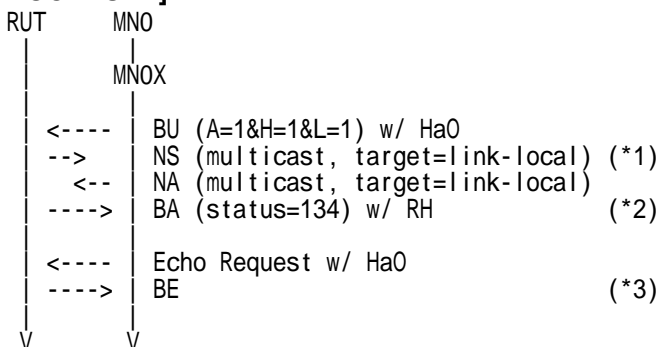 RUT MNO
MNOX
<---- BU (A=1&H=1&L=1) w/ HaO
--> NS (multicast, target=link-local) (*1)
<-- NA (multicast, target=link-local)
----> BA (status=134) w/ RH (*2)
<---- Echo Request w/ HaO
----> BE (*3)
V V